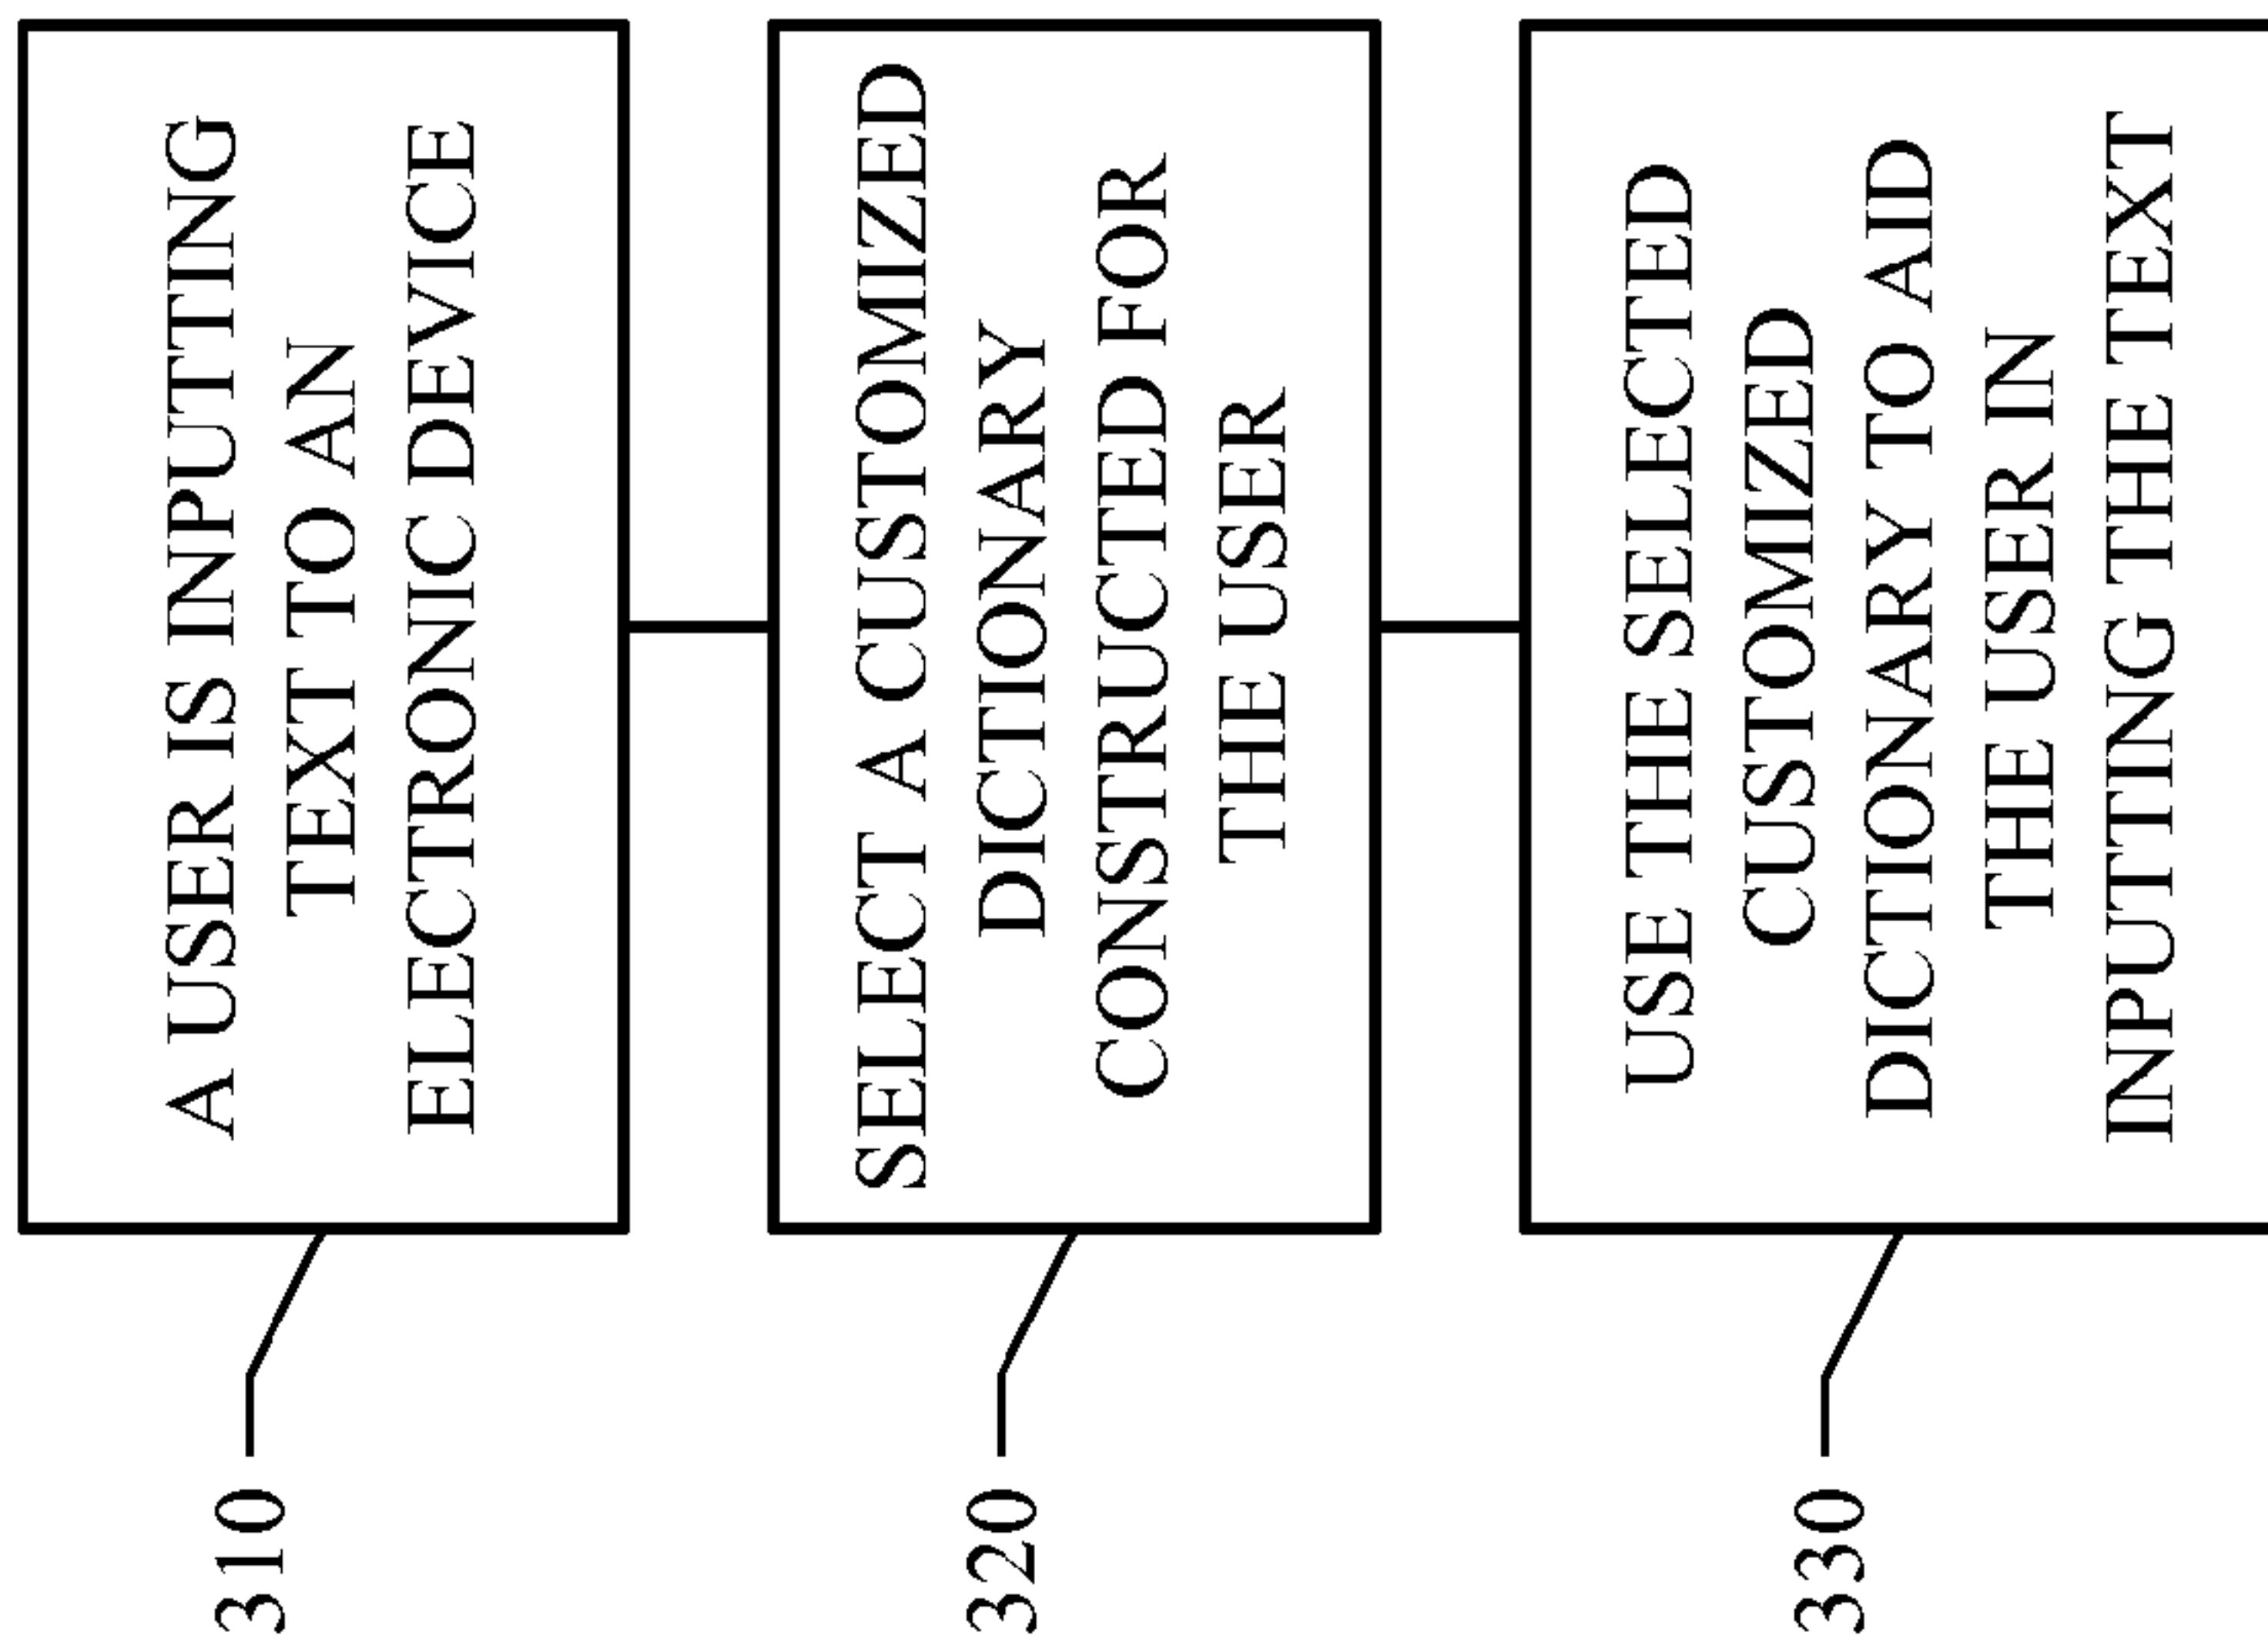 310
A USER IS INPUTTING
TEXT TO AN
ELECTRONIC DEVICE
320
SELECT A CUSTOMIZED
DICTIONARY
CONSTRUCTED FOR
THE USER
330
USE THE SELECTED
CUSTOMIZED
DICTIONARY TO AID
THE USER IN
INPUTTING THE TEXT